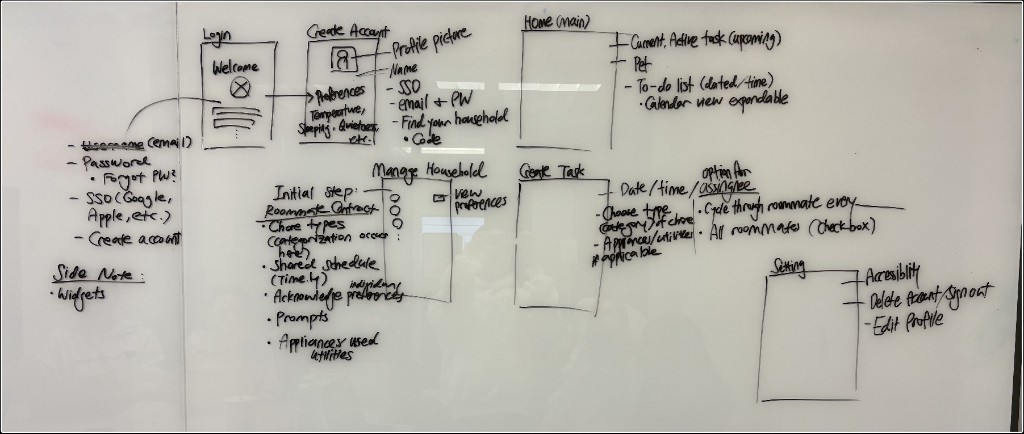 Login
Welcome
- Username (email)
- Password
• Forgot PW?
- SSO (Google,
Apple, etc.)
- Create account
Side Note:
• Widgets
Create Account
Profile picture
Name
- SSO
- email + PW
- Find your household
• Code
Preferences
Temperature,
Sleeping, Quietness,
etc.
Home (main)
Current, Active task (upcoming)
Pet
- To-do list (dated/time)
• Calendar view expandable
Manage Household
view
preferences
Initial step:
Roommate Contract
• Chore types
(categorization occur
here)
• Shared schedule
(Time.ly)
individual
• Acknowledge preferences
• Prompts
• Appliances used
utilities
Create Task
Date/time/
option for
assignee
• Cycle through roommate every
• All roommates (checkbox)
- Choose type
(category) of chore
- Appliances/utilities
if applicable
Setting
Accessiblity
Delete Account/Sign out
- Edit Profile